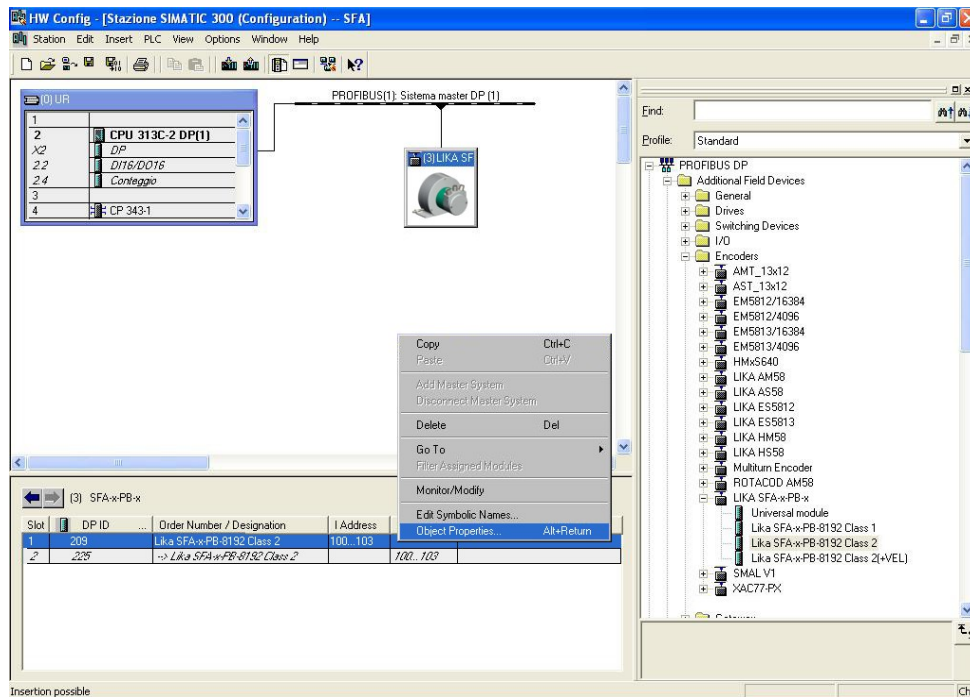 HW Config - [Stazione SIMATIC 300 (Configuration) -- SFA]
Station Edit Insert PLC View Options Window Help
(0) UR
1
2 CPU 313C-2 DP(1)
X2 DP
2.2 DI16/DO16
2.4 Conteggio
3
4 CP 343-1
PROFIBUS(1): Sistema master DP (1)
(3) LIKA SF
Copy Ctrl+C
Paste Ctrl+V
Add Master System
Disconnect Master System
Delete Del
Go To
Filter Assigned Modules
Monitor/Modify
Edit Symbolic Names...
Object Properties... Alt+Return
(3) SFA-x-PB-x
Slot DP ID ... Order Number / Designation I Address
1 209 Lika SFA-x-PB-8192 Class 2 100...103
2 225 --> Lika SFA-x-PB-8192 Class 2 100...103
Insertion possible
Find:
Profile: Standard
PROFIBUS DP
Additional Field Devices
General
Drives
Switching Devices
I/O
Encoders
AMT_13x12
AST_13x12
EM5812/16384
EM5812/4096
EM5813/16384
EM5813/4096
HMxS640
LIKA AM58
LIKA AS58
LIKA ES5812
LIKA ES5813
LIKA HM58
LIKA HS58
Multiturn Encoder
ROTACOD AM58
LIKA SFA-x-PB-x
Universal module
Lika SFA-x-PB-8192 Class 1
Lika SFA-x-PB-8192 Class 2
Lika SFA-x-PB-8192 Class 2(+VEL)
SMAL V1
XAC77-PX
Ch